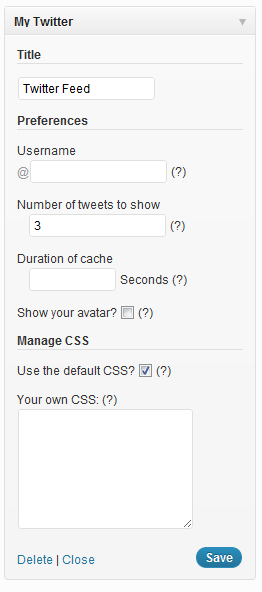 My Twitter
Title
Twitter Feed
Preferences
Username
@ (?)
Number of tweets to show
3 (?)
Duration of cache
Seconds (?)
Show your avatar? (?)
Manage CSS
Use the default CSS? (?)
Your own CSS: (?)
Delete | Close
Save